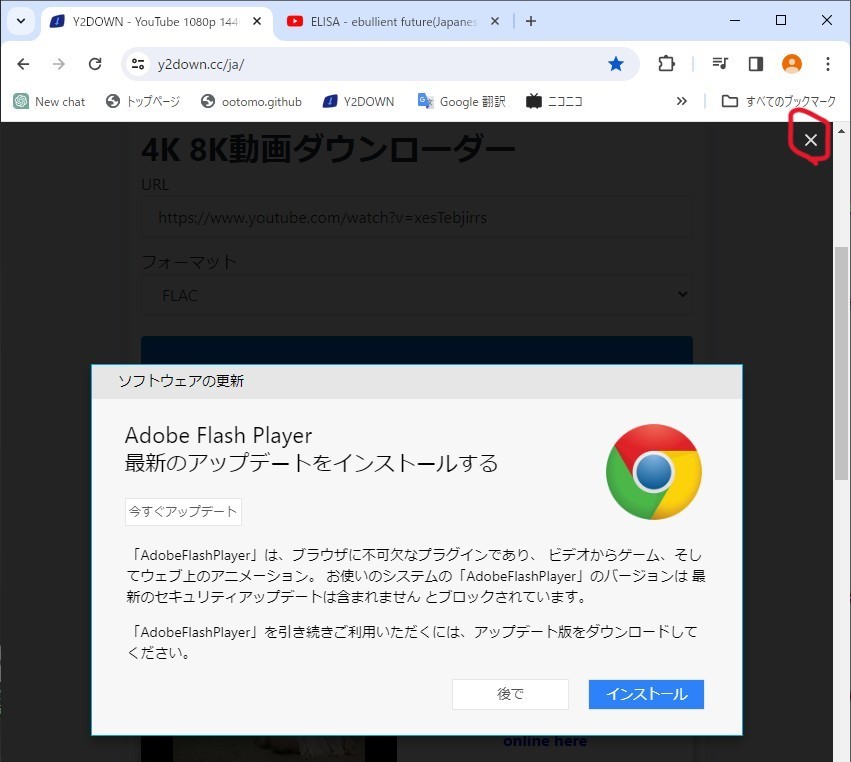 Y2DOWN - YouTube 1080p 144
ELISA - ebullient future(Japanes
y2down.cc/ja/
New chat
トップページ
ootomo.github
Y2DOWN
Google 翻訳
ニコニコ
すべてのブックマーク
4K 8K動画ダウンローダー
URL
https://www.youtube.com/watch?v=xesTebjirrs
フォーマット
FLAC
ソフトウェアの更新
Adobe Flash Player
最新のアップデートをインストールする
今すぐアップデート
「AdobeFlashPlayer」は、ブラウザに不可欠なプラグインであり、 ビデオからゲーム、そし
てウェブ上のアニメーション。 お使いのシステムの「AdobeFlashPlayer」のバージョンは 最
新のセキュリティアップデートは含まれません とブロックされています。
「AdobeFlashPlayer」を引き続きご利用いただくには、アップデート版をダウンロードして
ください。
後で
インストール
online here